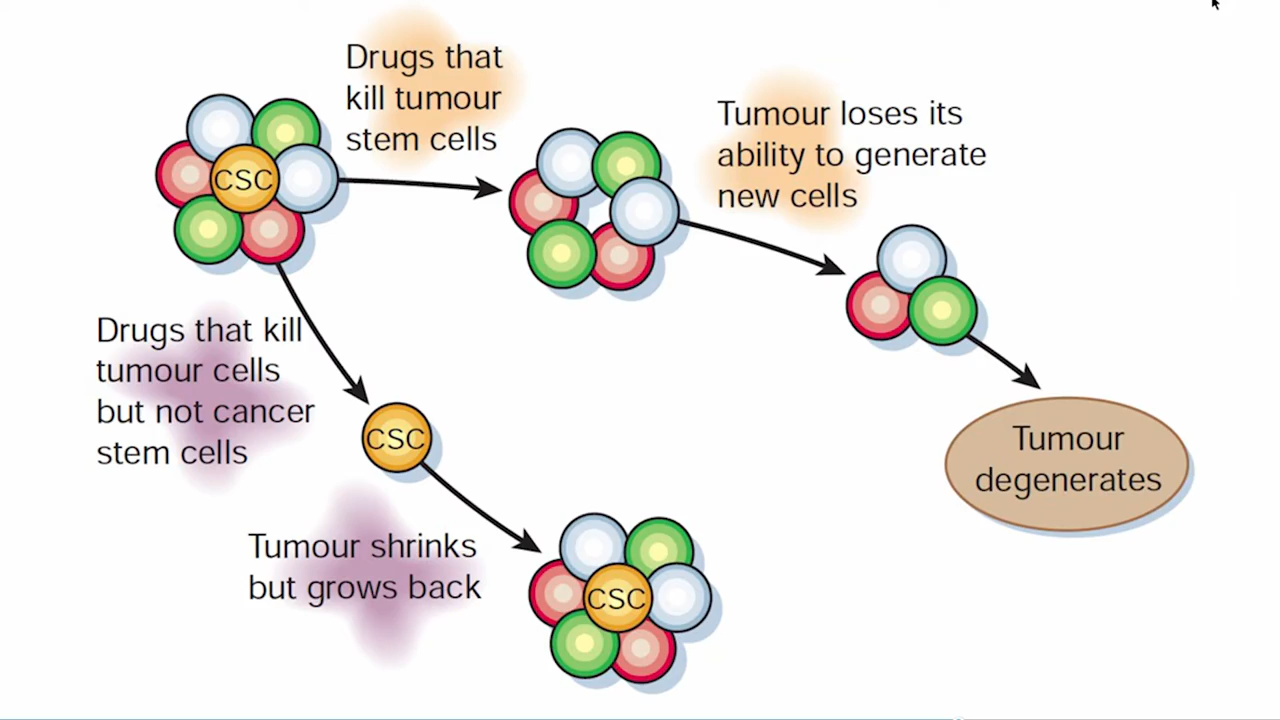 Drugs that
kill tumour
stem cells
Tumour loses its
ability to generate
new cells
CSC
Drugs that kill
tumour cells
but not cancer
stem cells
CSC
Tumour
degenerates
Tumour shrinks
but grows back
CSC